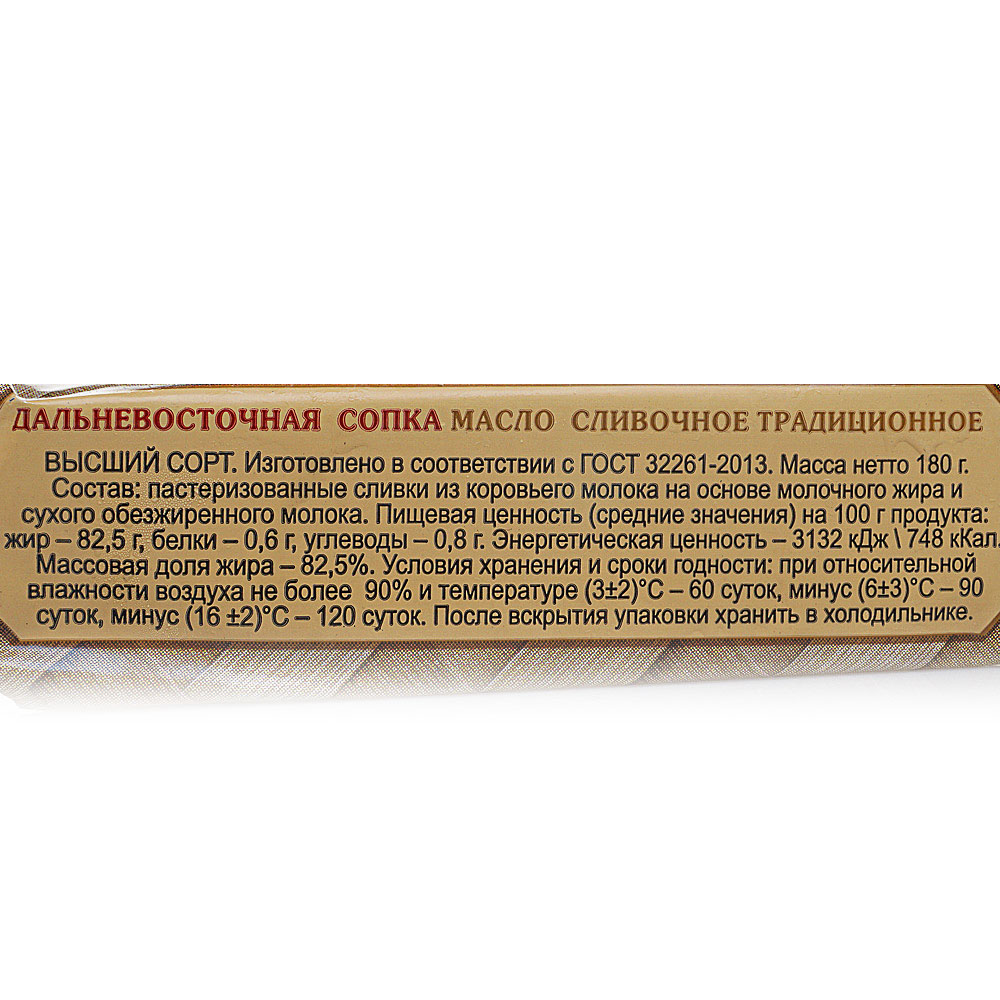 ДАЛЬНЕВОСТОЧНАЯ СОПКА МАСЛО СЛИВОЧНОЕ ТРАДИЦИОННОЕ
ВЫСШИЙ СОРТ. Изготовлено в соответствии с ГОСТ 32261-2013. Масса нетто 180 г.
Состав: пастеризованные сливки из коровьего молока на основе молочного жира и
сухого обезжиренного молока. Пищевая ценность (средние значения) на 100 г продукта:
жир – 82,5 г, белки – 0,6 г, углеводы – 0,8 г. Энергетическая ценность – 3132 кДж \ 748 кКал.
Массовая доля жира – 82,5%. Условия хранения и сроки годности: при относительной
влажности воздуха не более 90% и температуре (3±2)°С – 60 суток, минус (6±3)°С – 90
суток, минус (16 ±2)°С – 120 суток. После вскрытия упаковки хранить в холодильнике.